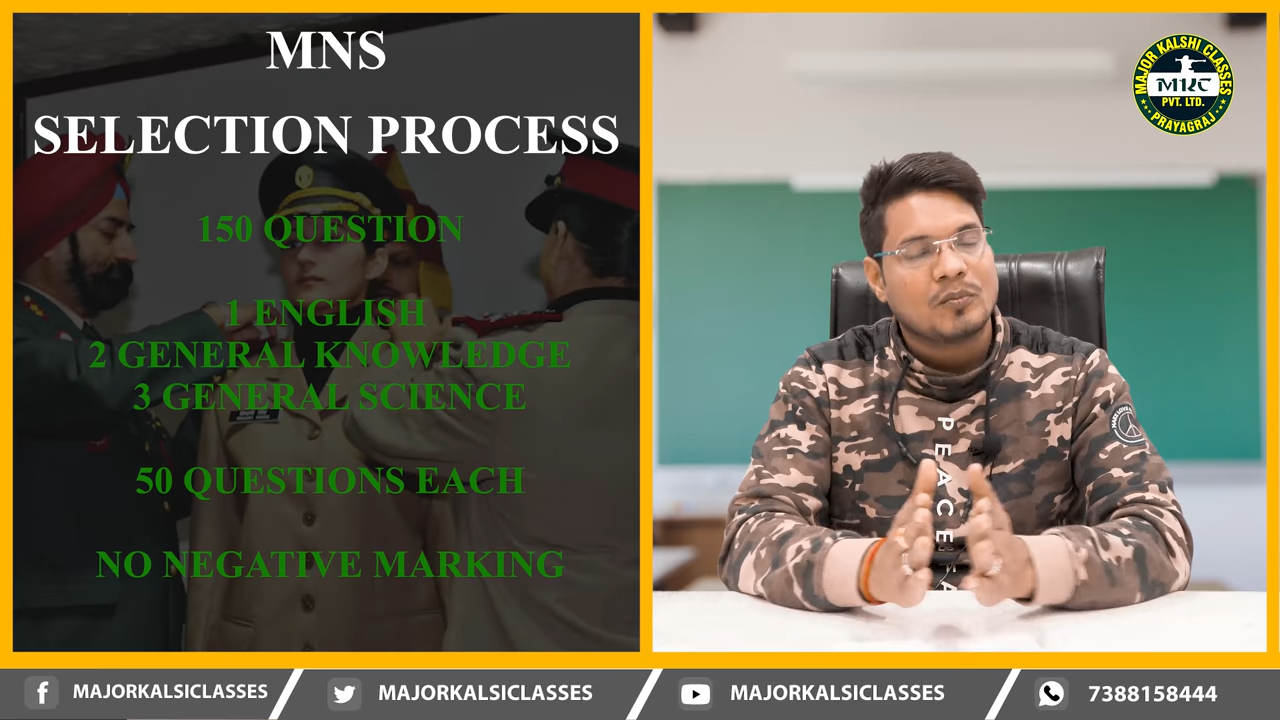 MNS
SELECTION PROCESS
150 QUESTION
1 ENGLISH
2 GENERAL KNOWLEDGE
3 GENERAL SCIENCE
50 QUESTIONS EACH
NO NEGATIVE MARKING
MAJOR KALSHI CLASSES
MKC
PVT. LTD.
PRAYAGRAJ
PEACE
MAJORKALSICLASSES
MAJORKALSICLASSES
MAJORKALSICLASSES
7388158444